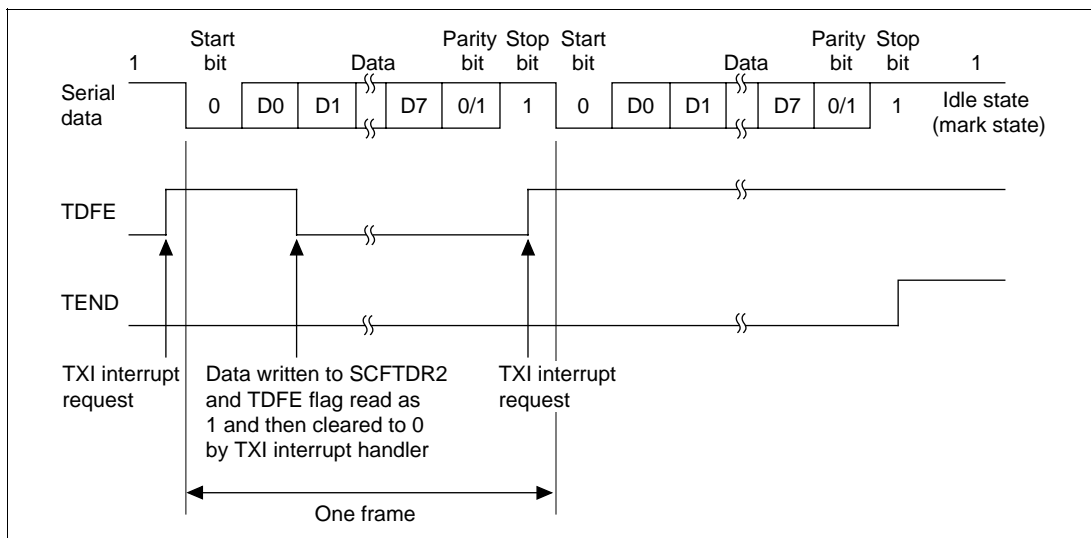 Start Parity Stop Start Parity Stop
1 bit Data bit bit bit Data bit bit 1
Serial data 0 D0 D1 D7 0/1 1 0 D0 D1 D7 0/1 1 Idle state (mark state)
TDFE
TEND
TXI interrupt
request
Data written to SCFTDR2
and TDFE flag read as
1 and then cleared to 0
by TXI interrupt handler
TXI interrupt
request
One frame